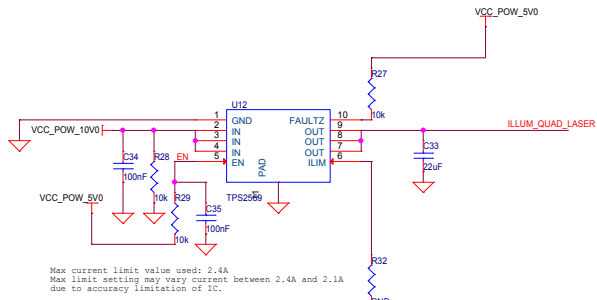 VCC_POW_5V0
R27
10k
U12
1 GND FAULTZ 10
2 IN OUT 9
3 IN OUT 8
4 IN OUT 7
5 EN ILIM 6
PAD
TPS2559
VCC_POW_10V0
EN
ILLUM_QUAD_LASER
C34
100nF
R28
10k
C33
22uF
VCC_POW_5V0
R29
10k
C35
100nF
R32
Max current limit value used: 2.4A
Max limit setting may vary current between 2.4A and 2.1A
due to accuracy limitation of IC.